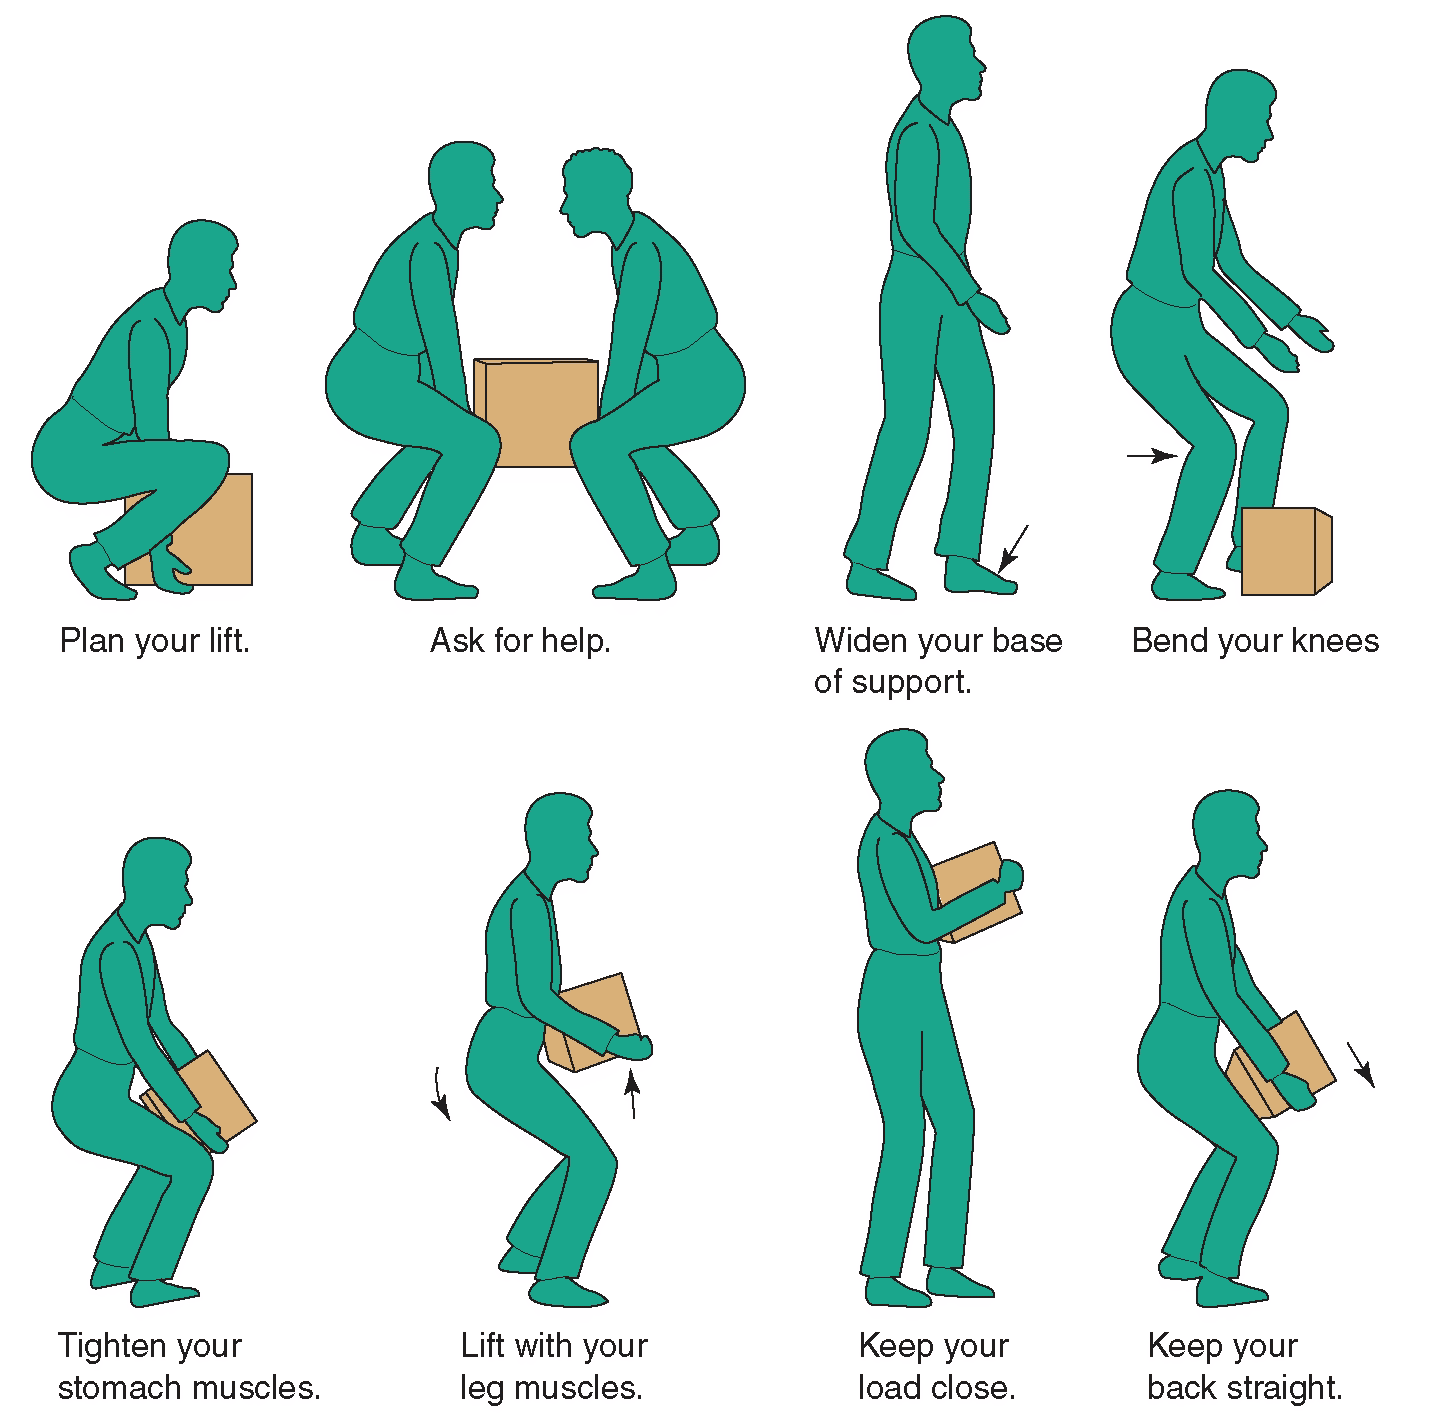 Plan your lift.
Ask for help.
Widen your base
of support.
Bend your knees
Tighten your
stomach muscles.
Lift with your
leg muscles.
Keep your
load close.
Keep your
back straight.